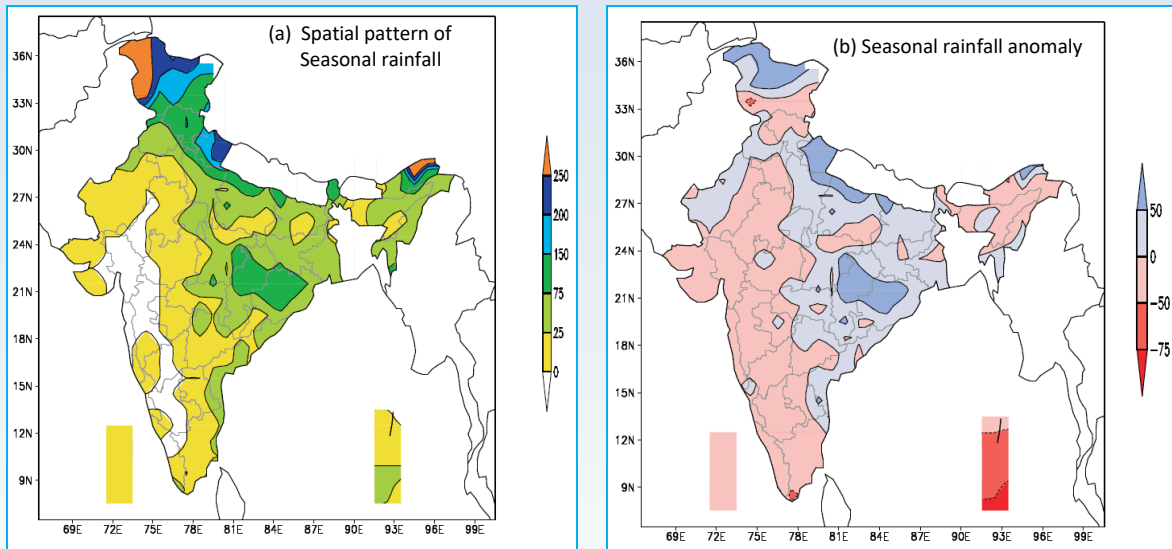 (a) Spatial pattern of
Seasonal rainfall
36N
33N
30N
27N
24N
21N
18N
15N
12N
9N
69E
72E
75E
78E
81E
84E
87E
90E
93E
96E
99E
250
200
150
75
25
0
(b) Seasonal rainfall anomaly
36N
33N
30N
27N
24N
21N
18N
15N
12N
9N
69E
72E
75E
78E
81E
84E
87E
90E
93E
96E
99E
50
0
-50
-75